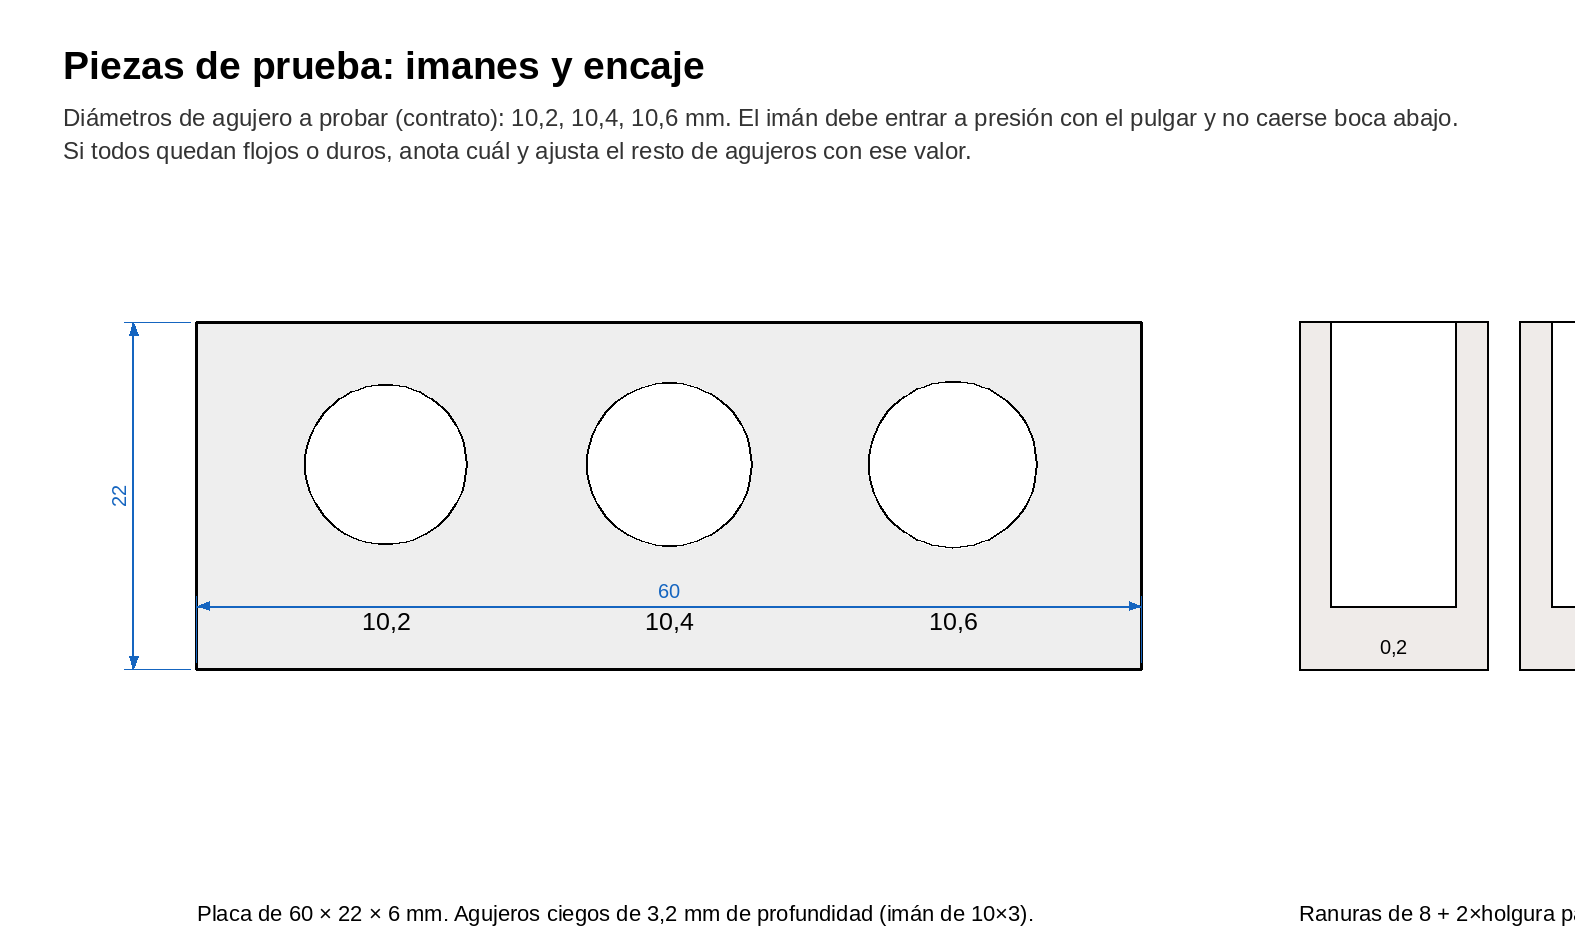 Piezas de prueba: imanes y encaje
Diámetros de agujero a probar (contrato): 10,2, 10,4, 10,6 mm. El imán debe entrar a presión con el pulgar y no caerse boca abajo.
Si todos quedan flojos o duros, anota cuál y ajusta el resto de agujeros con ese valor.
22
60
10,2
10,4
10,6
0,2
Placa de 60 × 22 × 6 mm. Agujeros ciegos de 3,2 mm de profundidad (imán de 10×3).
Ranuras de 8 + 2×holgura